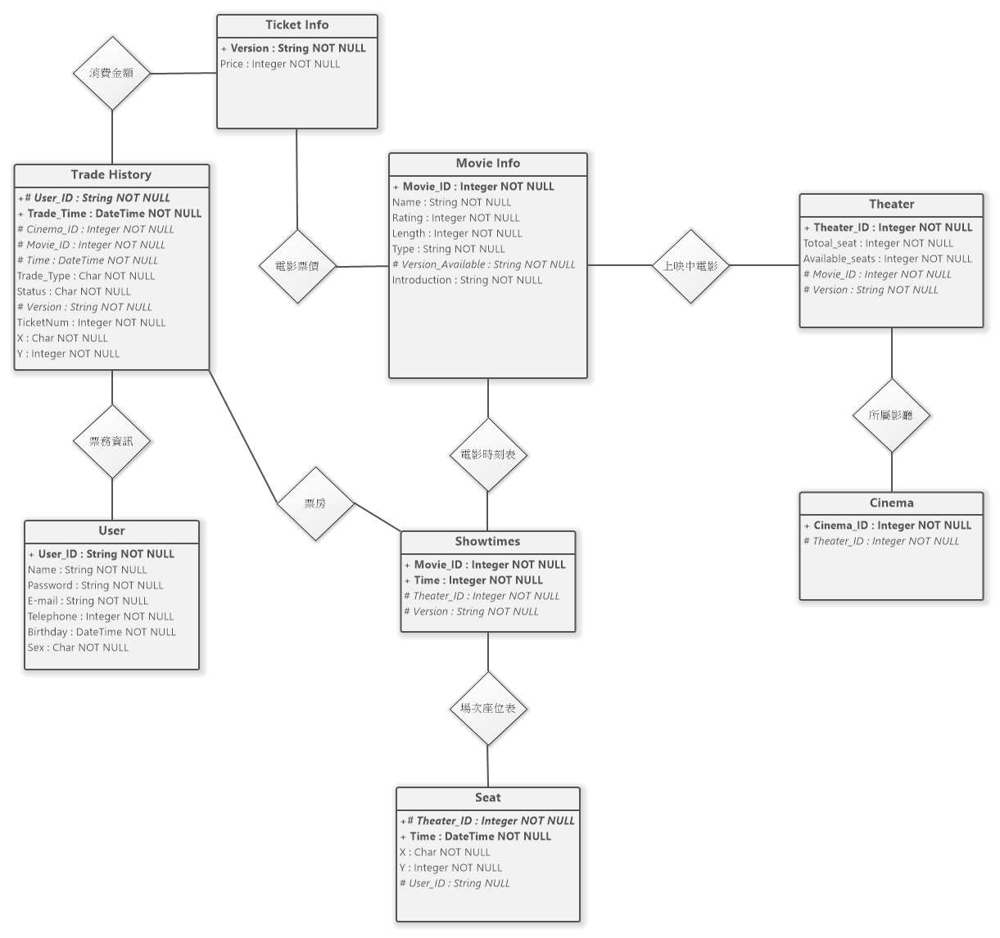 Ticket Info
+ Version : String NOT NULL
Price : Integer NOT NULL
消費金額
Trade History
+# User_ID : String NOT NULL
+ Trade_Time : DateTime NOT NULL
# Cinema_ID : Integer NOT NULL
# Movie_ID : Integer NOT NULL
# Time : DateTime NOT NULL
Trade_Type : Char NOT NULL
Status : Char NOT NULL
# Version : String NOT NULL
TicketNum : Integer NOT NULL
X : Char NOT NULL
Y : Integer NOT NULL
電影票價
Movie Info
+ Movie_ID : Integer NOT NULL
Name : String NOT NULL
Rating : Integer NOT NULL
Length : Integer NOT NULL
Type : String NOT NULL
# Version_Available : String NOT NULL
Introduction : String NOT NULL
上映中電影
Theater
+ Theater_ID : Integer NOT NULL
Totoal_seat : Integer NOT NULL
Available_seats : Integer NOT NULL
# Movie_ID : Integer NOT NULL
# Version : String NOT NULL
票務資訊
票房
電影時刻表
所屬影廳
User
+ User_ID : String NOT NULL
Name : String NOT NULL
Password : String NOT NULL
E-mail : String NOT NULL
Telephone : Integer NOT NULL
Birthday : DateTime NOT NULL
Sex : Char NOT NULL
Showtimes
+ Movie_ID : Integer NOT NULL
+ Time : Integer NOT NULL
# Theater_ID : Integer NOT NULL
# Version : String NOT NULL
Cinema
+ Cinema_ID : Integer NOT NULL
# Theater_ID : Integer NOT NULL
場次座位表
Seat
+# Theater_ID : Integer NOT NULL
+ Time : DateTime NOT NULL
X : Char NOT NULL
Y : Integer NOT NULL
# User_ID : String NULL